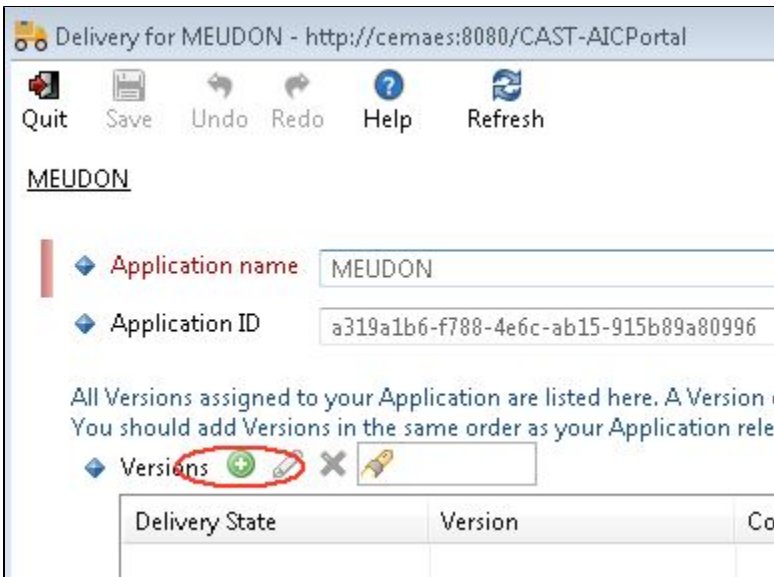 Delivery for MEUDON - http://cemaes:8080/CAST-AICPortal
Quit Save Undo Redo Help Refresh
MEUDON
Application name MEUDON
Application ID a319a1b6-f788-4e6c-ab15-915b89a80996
All Versions assigned to your Application are listed here. A Version
You should add Versions in the same order as your Application rele
Versions
Delivery State Version Co